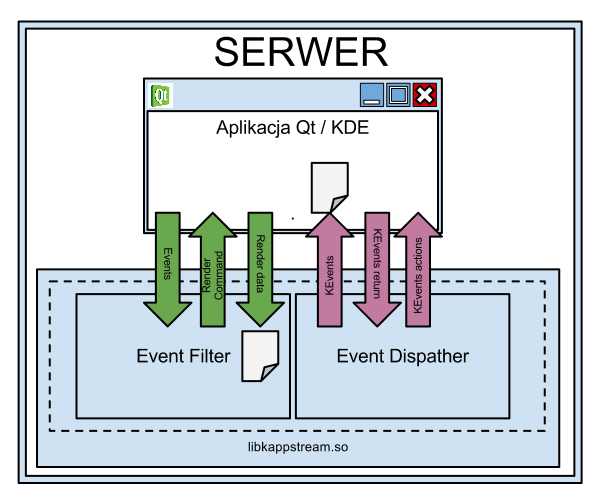 SERWER
Qt
Aplikacja Qt / KDE
Events
Render
Command
Render data
KEvents
KEvents return
KEvents actions
Event Filter
Event Dispather
libkappstream.so